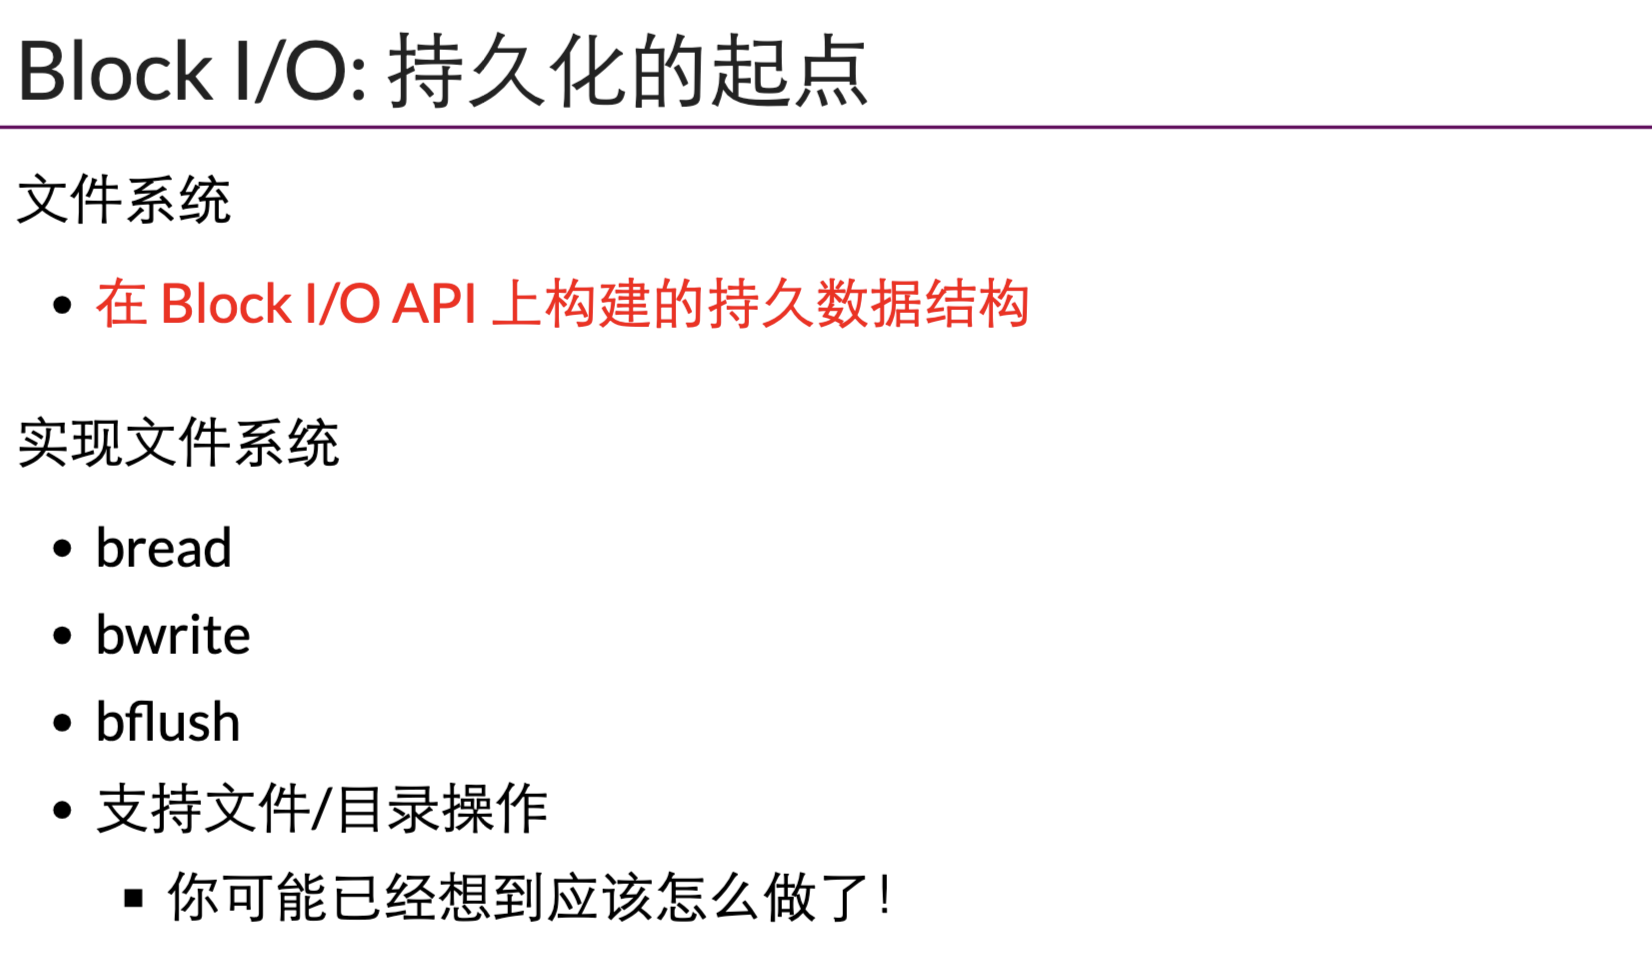 Block I/O: 持久化的起点
文件系统
在 Block I/O API 上构建的持久数据结构
实现文件系统
bread
bwrite
bflush
支持文件/目录操作
你可能已经想到应该怎么做了!